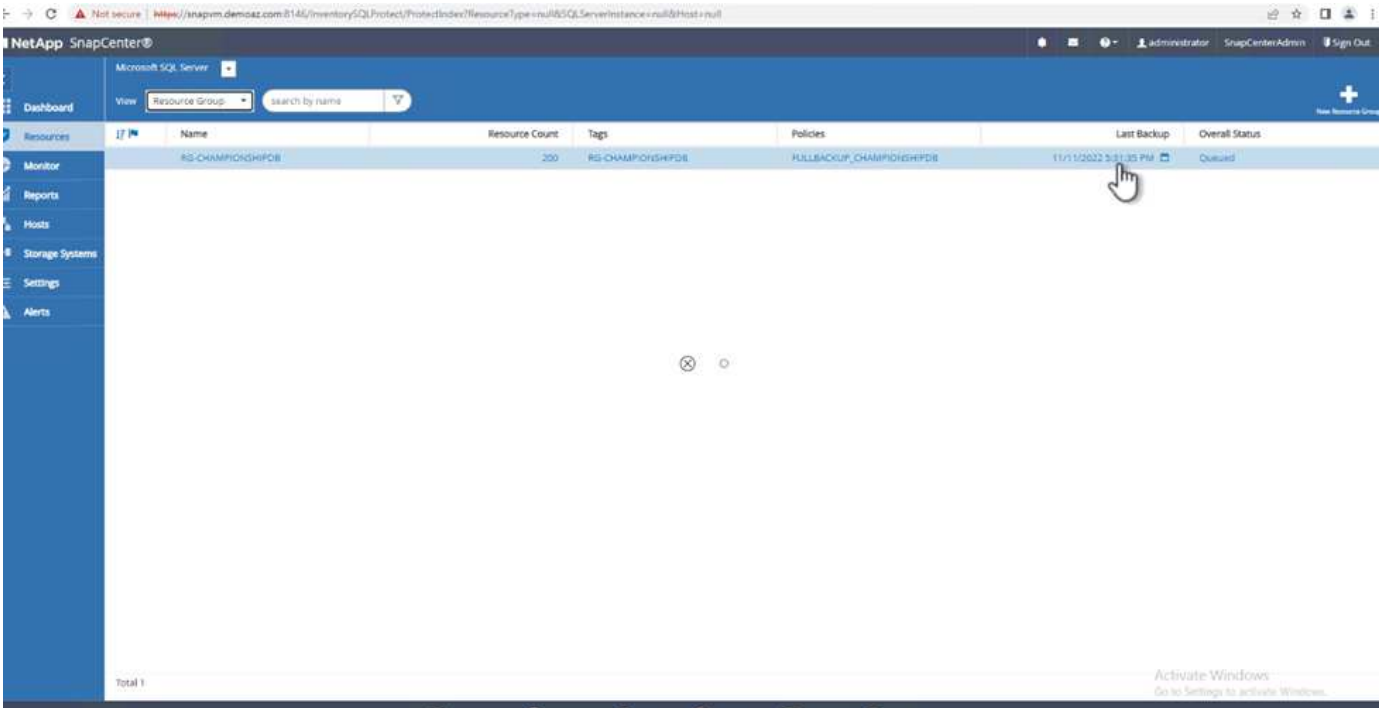 Not secure | https://snapvm.demoaz.com:8146/InventorySQLProtect/ProtectIndex?ResourceType=null&SQLServerInstance=null&Host=null
NetApp SnapCenter®
administrator SnapCenterAdmin Sign Out
Microsoft SQL Server
View Resource Group search by name
New Resource Group
Dashboard
Resources
Monitor
Reports
Hosts
Storage Systems
Settings
Alerts
Name Resource Count Tags Policies Last Backup Overall Status
RG-CHAMPIONSHIPDB 200 RG-CHAMPIONSHIPDB FULLBACKUP_CHAMPIONSHIPDB 11/11/2022 5:31:35 PM Queued
Total 1
Activate Windows
Go to Settings to activate Windows.